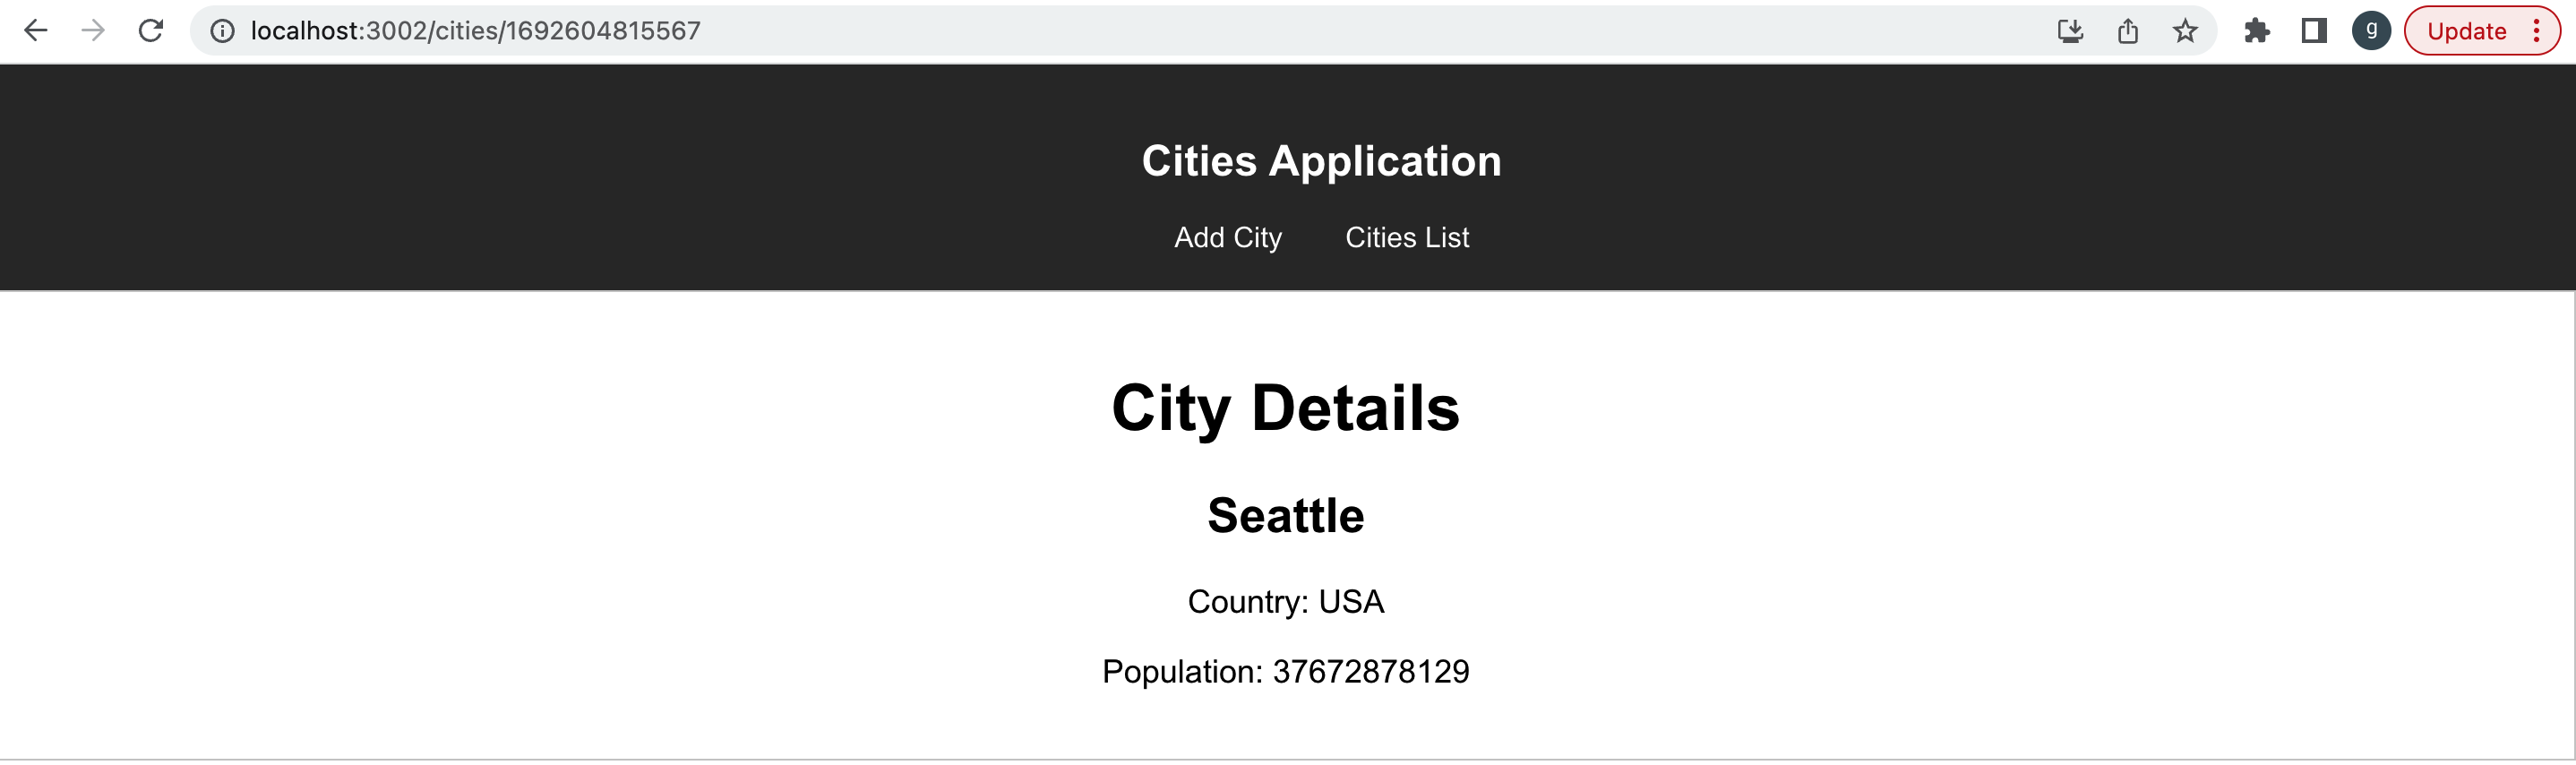 localhost:3002/cities/1692604815567
g
Update
Cities Application
Add City Cities List
City Details
Seattle
Country: USA
Population: 37672878129